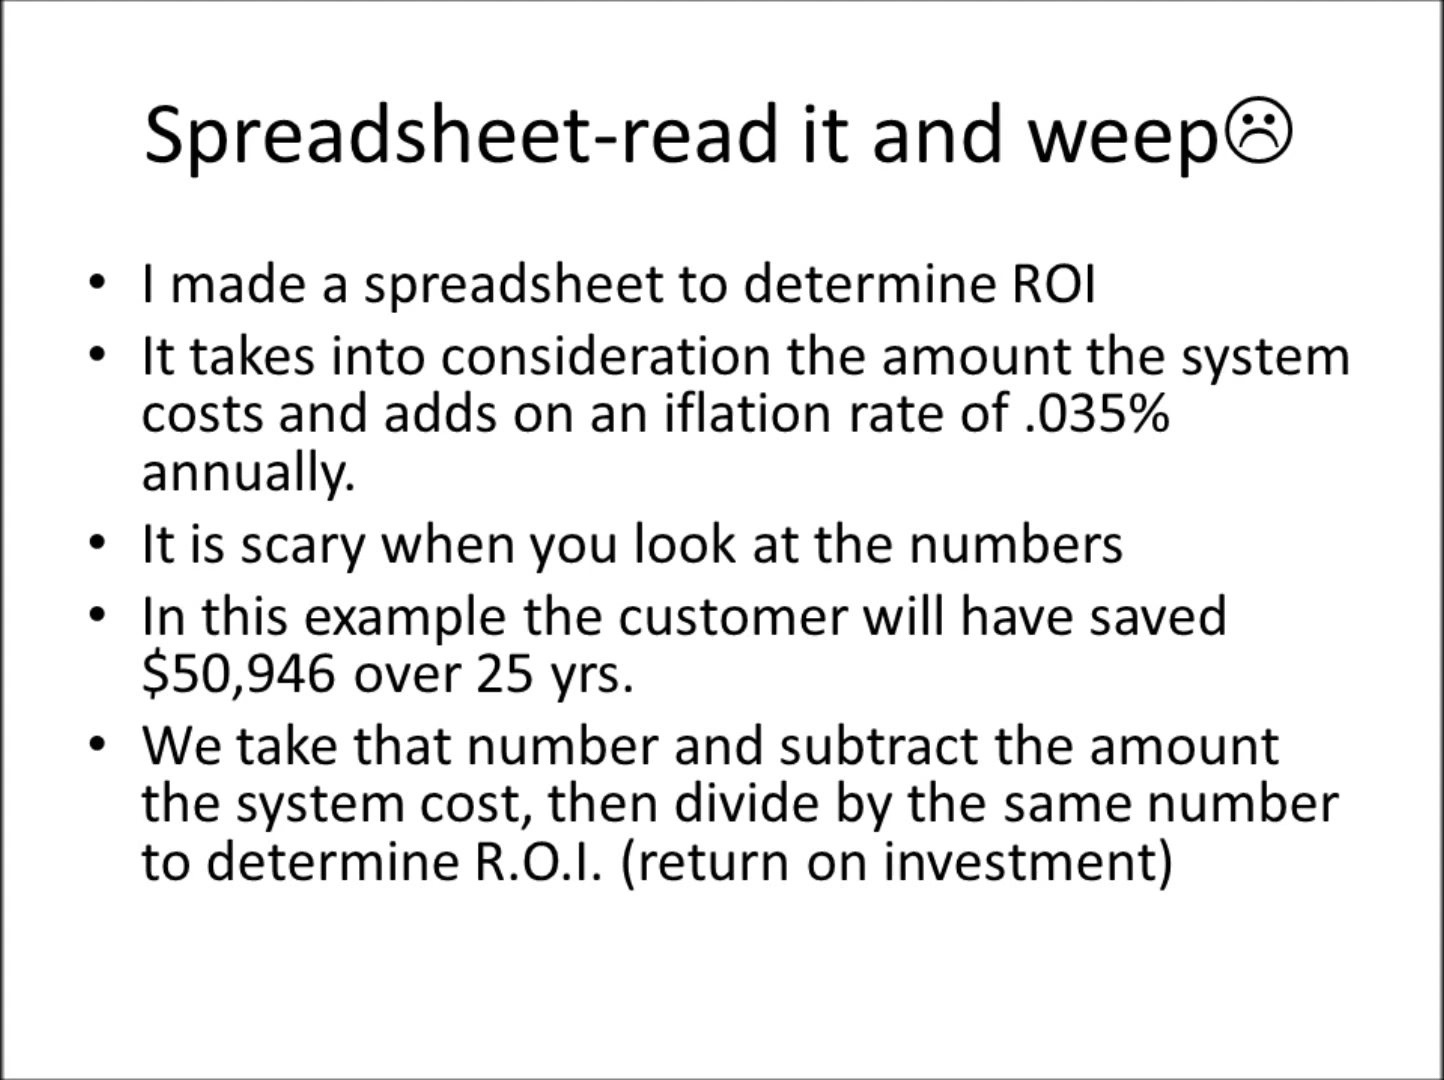 Spreadsheet-read it and weep☹
• I made a spreadsheet to determine ROI
• It takes into consideration the amount the system
costs and adds on an iflation rate of .035%
annually.
• It is scary when you look at the numbers
• In this example the customer will have saved
$50,946 over 25 yrs.
• We take that number and subtract the amount
the system cost, then divide by the same number
to determine R.O.I. (return on investment)